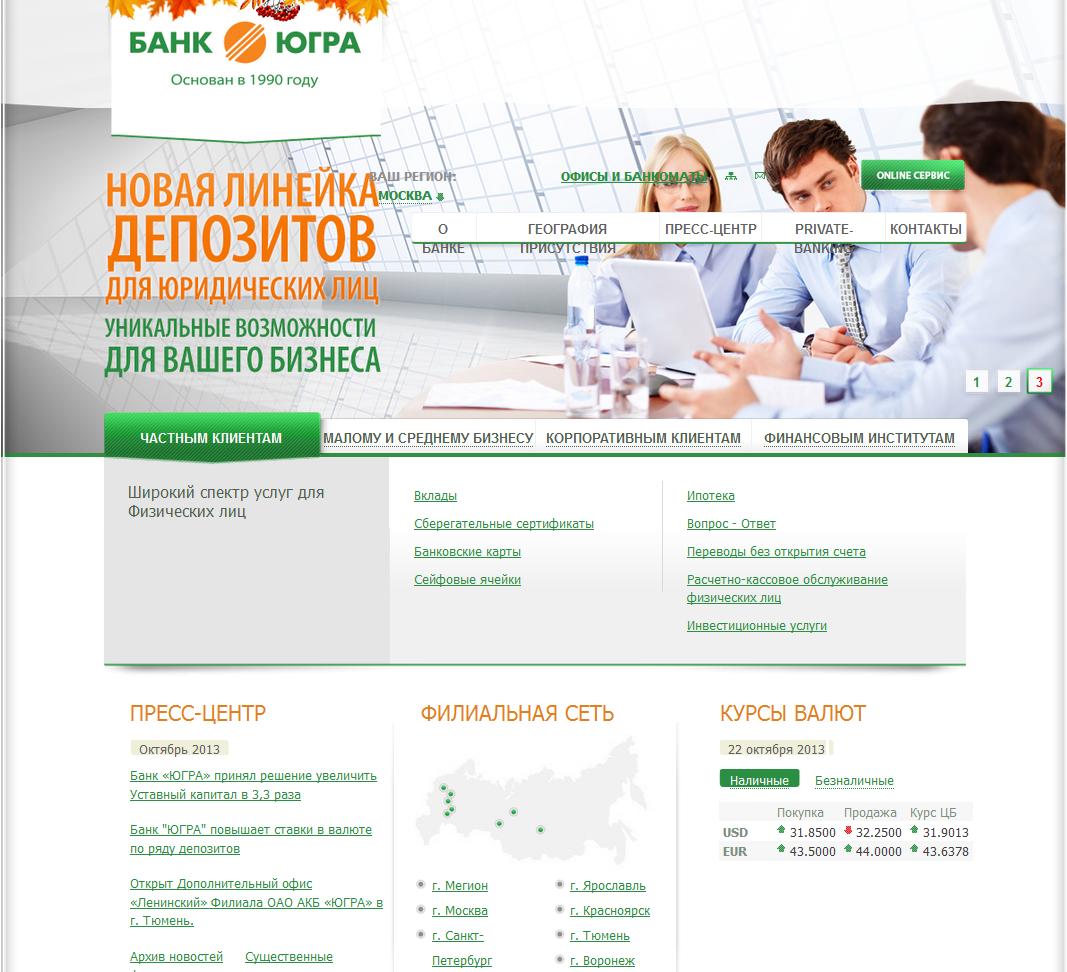 БАНК ЮГРА
Основан в 1990 году
НОВАЯ ЛИНЕЙКА
ДЕПОЗИТОВ
ДЛЯ ЮРИДИЧЕСКИХ ЛИЦ
УНИКАЛЬНЫЕ ВОЗМОЖНОСТИ
ДЛЯ ВАШЕГО БИЗНЕСА
ВАШ РЕГИОН:
МОСКВА
ОФИСЫ И БАНКОМАТЫ
ONLINE СЕРВИС
О
БАНКЕ
ГЕОГРАФИЯ
ПРИСУТСТВИЯ
ПРЕСС-ЦЕНТР
PRIVATE-
BANKING
КОНТАКТЫ
1 2 3
ЧАСТНЫМ КЛИЕНТАМ
МАЛОМУ И СРЕДНЕМУ БИЗНЕСУ
КОРПОРАТИВНЫМ КЛИЕНТАМ
ФИНАНСОВЫМ ИНСТИТУТАМ
Широкий спектр услуг для
Физических лиц
Вклады
Сберегательные сертификаты
Банковские карты
Сейфовые ячейки
Ипотека
Вопрос - Ответ
Переводы без открытия счета
Расчетно-кассовое обслуживание
физических лиц
Инвестиционные услуги
ПРЕСС-ЦЕНТР
Октябрь 2013
Банк «ЮГРА» принял решение увеличить
Уставный капитал в 3,3 раза
Банк "ЮГРА" повышает ставки в валюте
по ряду депозитов
Открыт Дополнительный офис
«Ленинский» Филиала ОАО АКБ «ЮГРА» в
г. Тюмень.
Архив новостей Существенные
ФИЛИАЛЬНАЯ СЕТЬ
г. Мегион
г. Москва
г. Санкт-
Петербург
г. Ярославль
г. Красноярск
г. Тюмень
г. Воронеж
КУРСЫ ВАЛЮТ
22 октября 2013
Наличные Безналичные
Покупка Продажа Курс ЦБ
USD 31.8500 32.2500 31.9013
EUR 43.5000 44.0000 43.6378